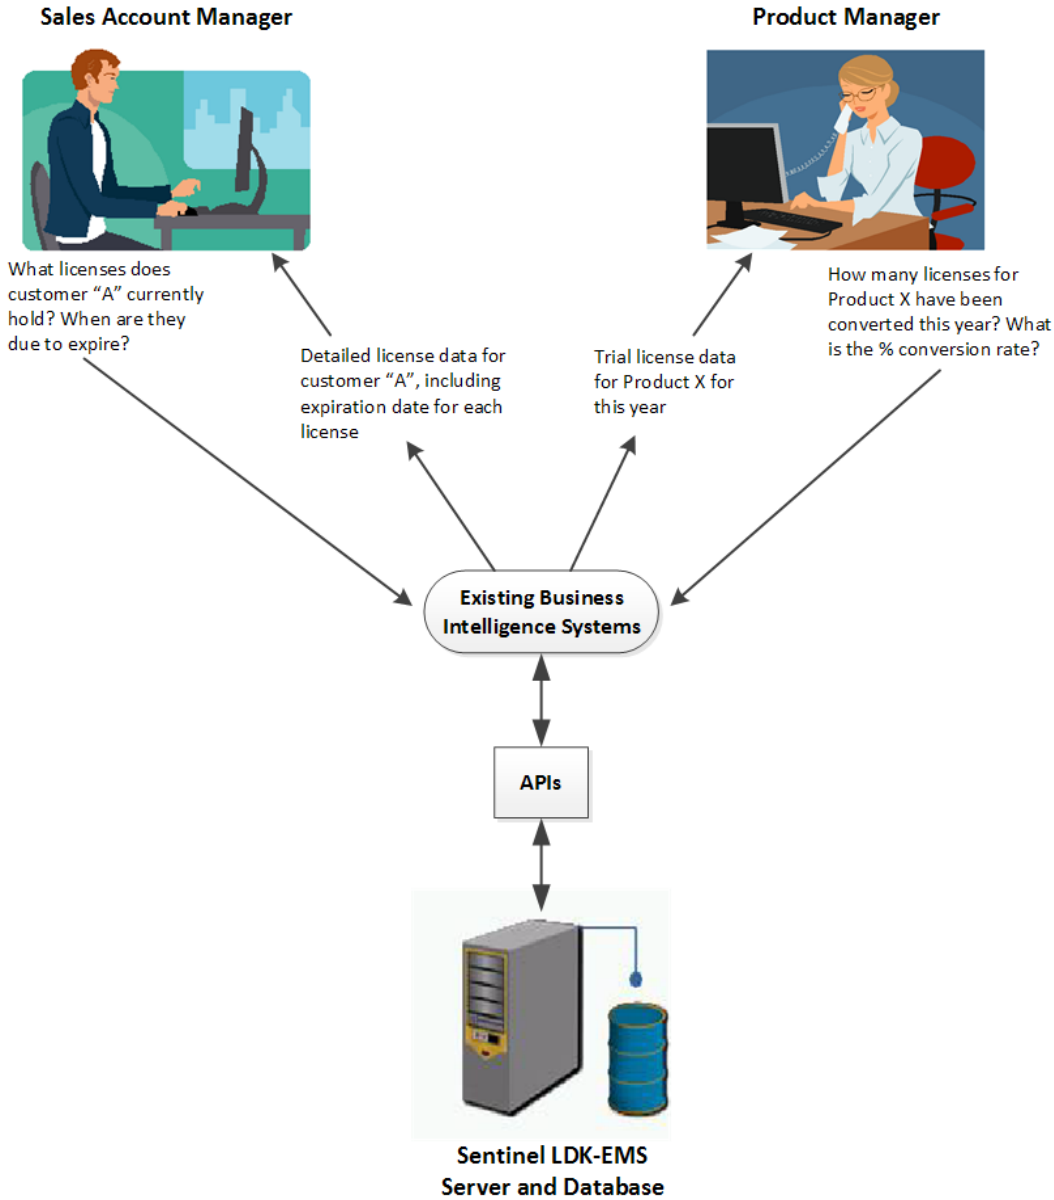 Sales Account Manager
Product Manager
What licenses does
customer “A” currently
hold? When are they
due to expire?
Detailed license data for
customer “A”, including
expiration date for each
license
Trial license data
for Product X for
this year
How many licenses for
Product X have been
converted this year? What
is the % conversion rate?
Existing Business
Intelligence Systems
APIs
Sentinel LDK-EMS
Server and Database